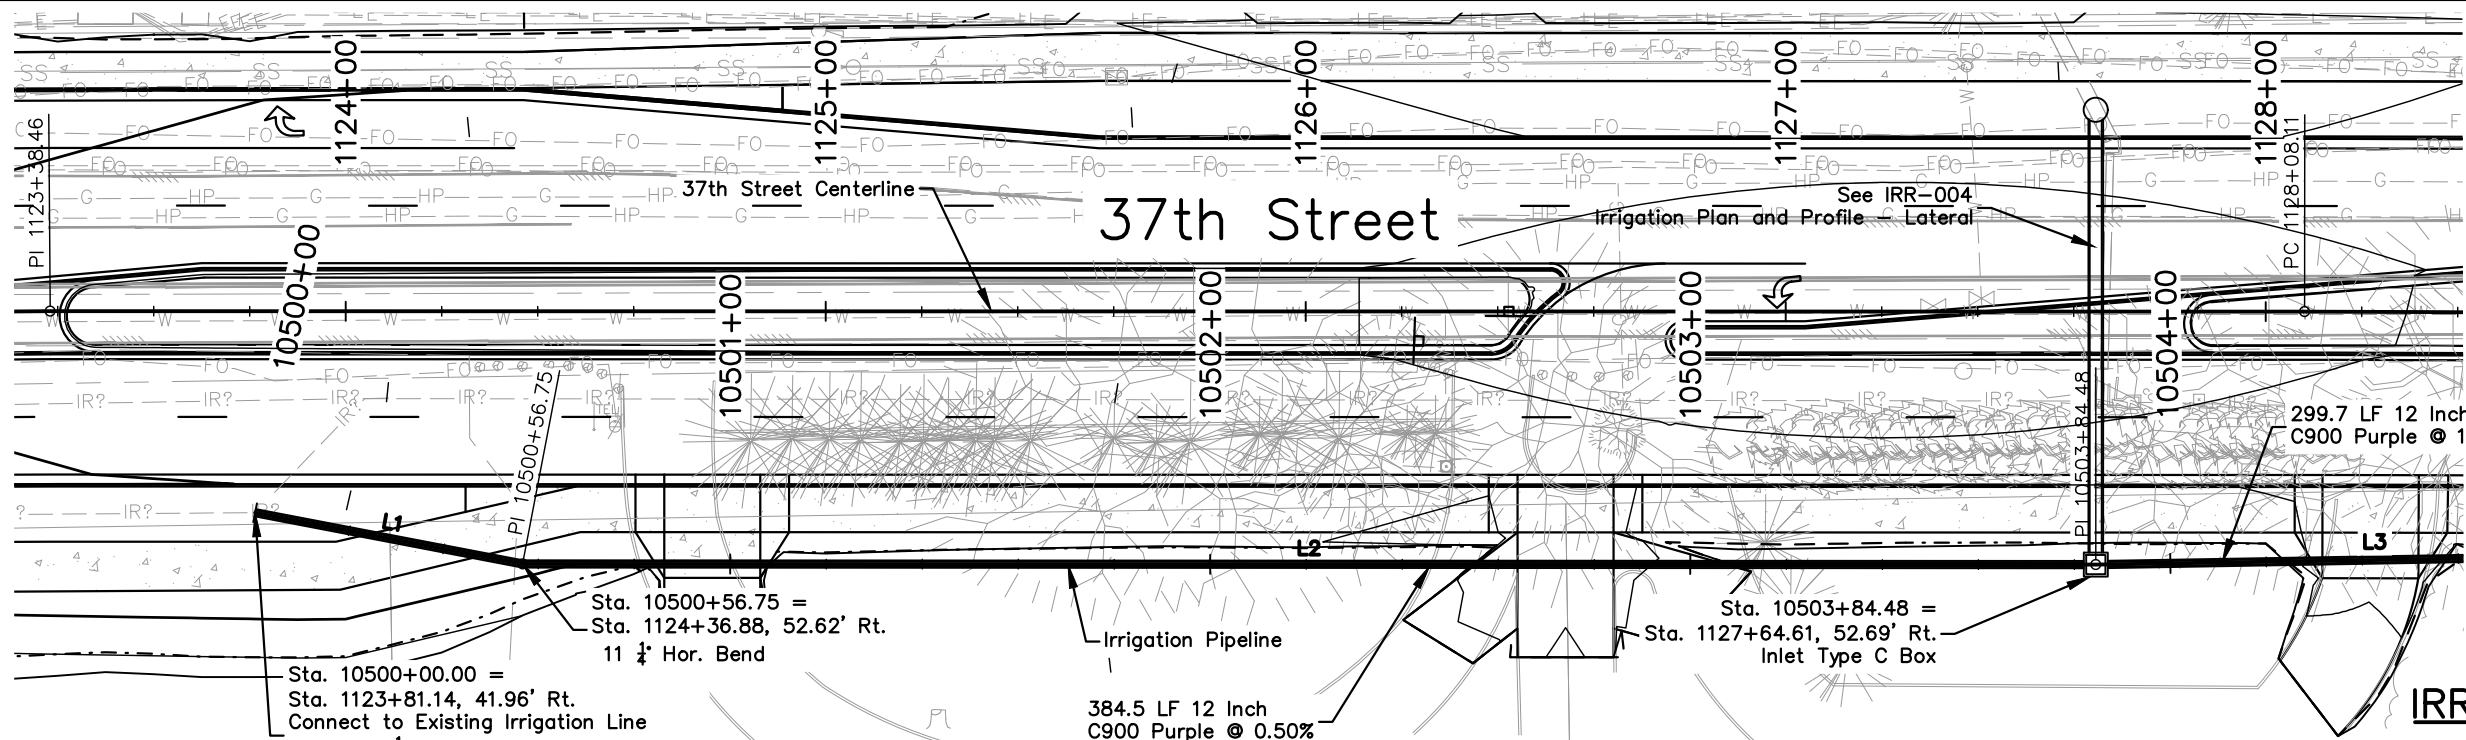 1124+00
1125+00
1126+00
1127+00
1128+00
PI 1123+38.46
PC 1128+08.11
37th Street Centerline
37th Street
See IRR-004
Irrigation Plan and Profile - Lateral
10500+00
10501+00
10502+00
10503+00
10504+00
PI 10500+56.75
PI 10503+84.48
299.7 LF 12 Inch
C900 Purple @ 1
L1
L2
L3
Sta. 10500+56.75 =
Sta. 1124+36.88, 52.62' Rt.
11 ¼° Hor. Bend
Sta. 10500+00.00 =
Sta. 1123+81.14, 41.96' Rt.
Connect to Existing Irrigation Line
Irrigation Pipeline
384.5 LF 12 Inch
C900 Purple @ 0.50%
Sta. 10503+84.48 =
Sta. 1127+64.61, 52.69' Rt.
Inlet Type C Box
IRR